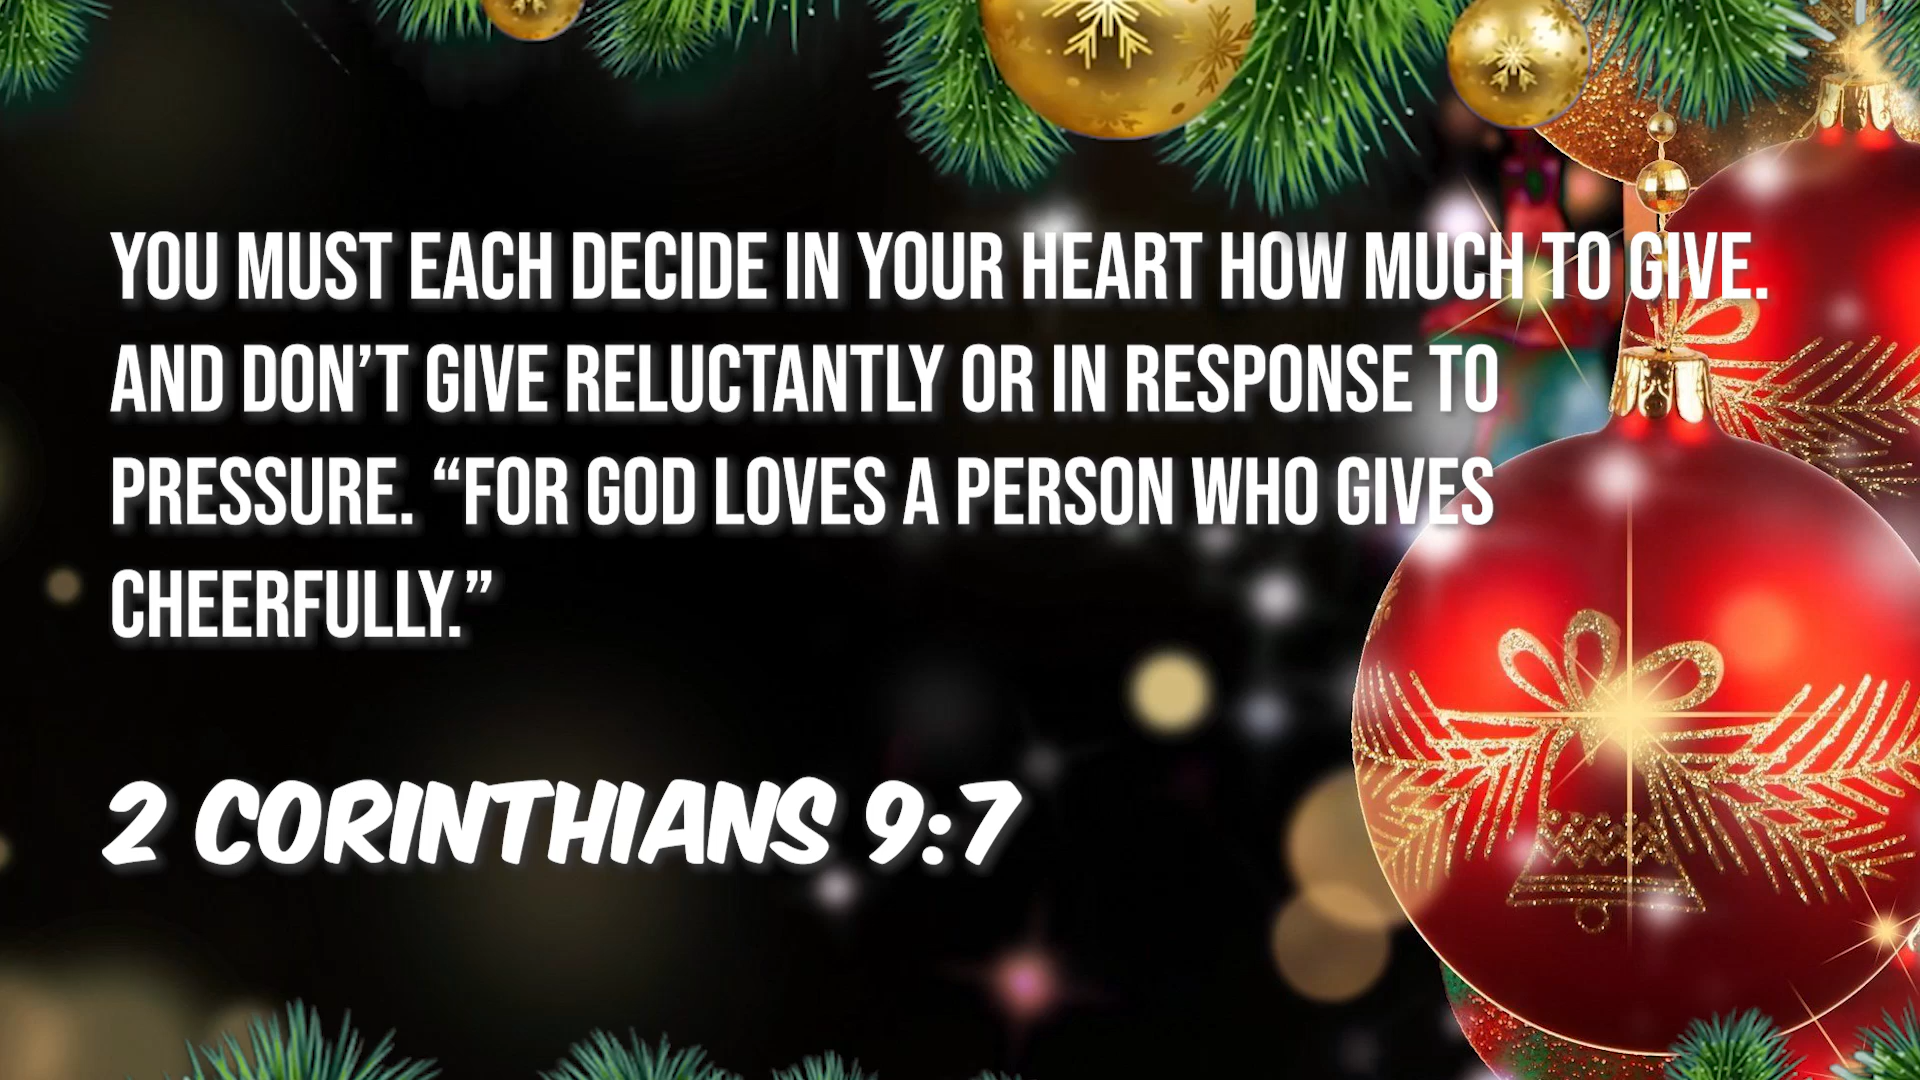 YOU MUST EACH DECIDE IN YOUR HEART HOW MUCH TO GIVE.
AND DON’T GIVE RELUCTANTLY OR IN RESPONSE TO
PRESSURE. “FOR GOD LOVES A PERSON WHO GIVES
CHEERFULLY.”
2 CORINTHIANS 9:7